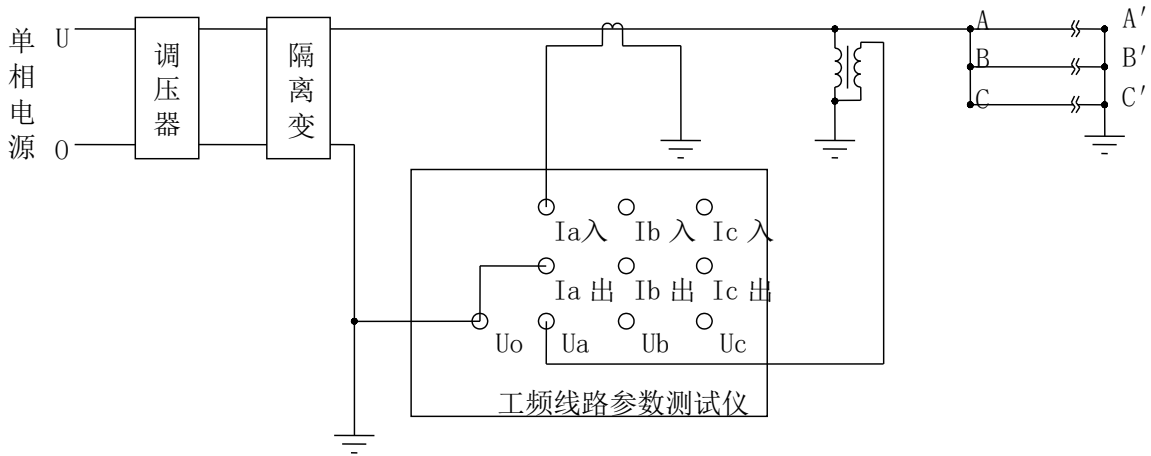 单相电源
U
O
调压器
隔离变
A
B
C
A′
B′
C′
Ia入 Ib入 Ic入
Ia出 Ib出 Ic出
Uo Ua Ub Uc
工频线路参数测试仪